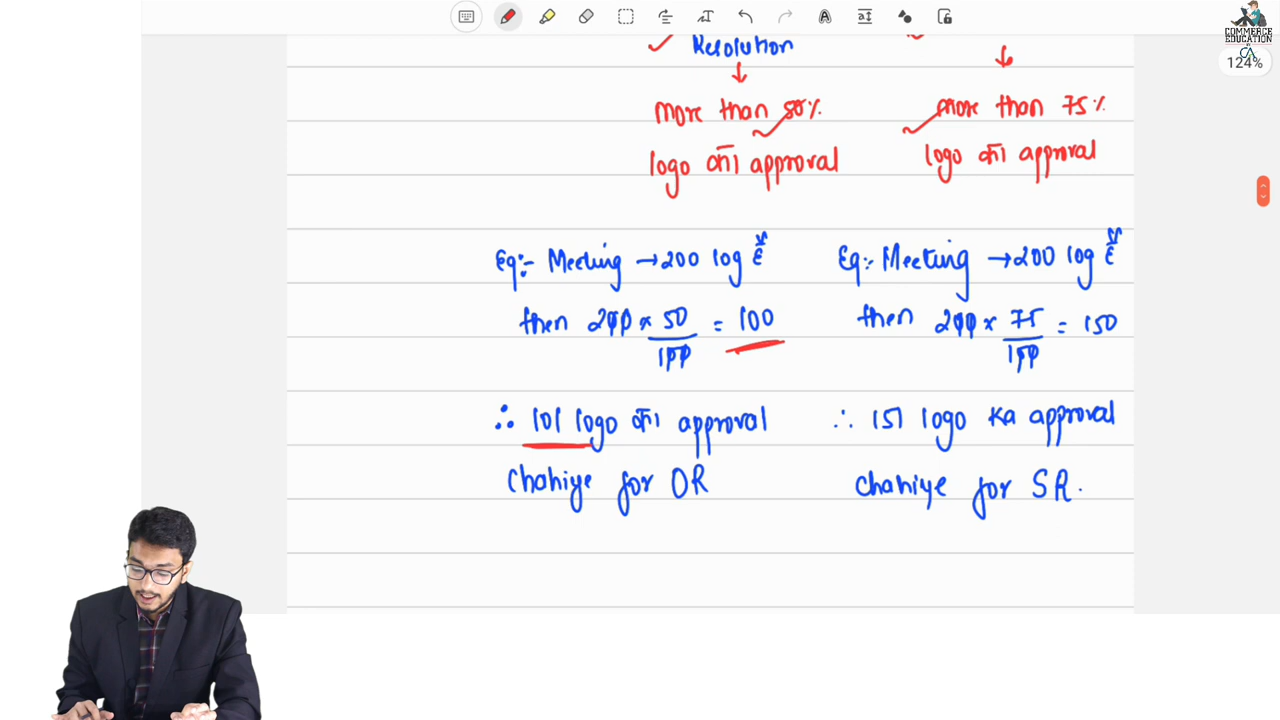 COMMERCE
EDUCATION
BY
CA
124%
Resolution
↓
More than 50%
logo का approval
Eg:- Meeting → 200 log है
then 200 × 50/100 = 100
∴ 101 logo का approval
Chahiye for OR
↓
more than 75%
logo का approval
Eg:- Meeting → 200 log है
then 200 × 75/100 = 150
∴ 151 logo ka approval
Chahiye for SR.